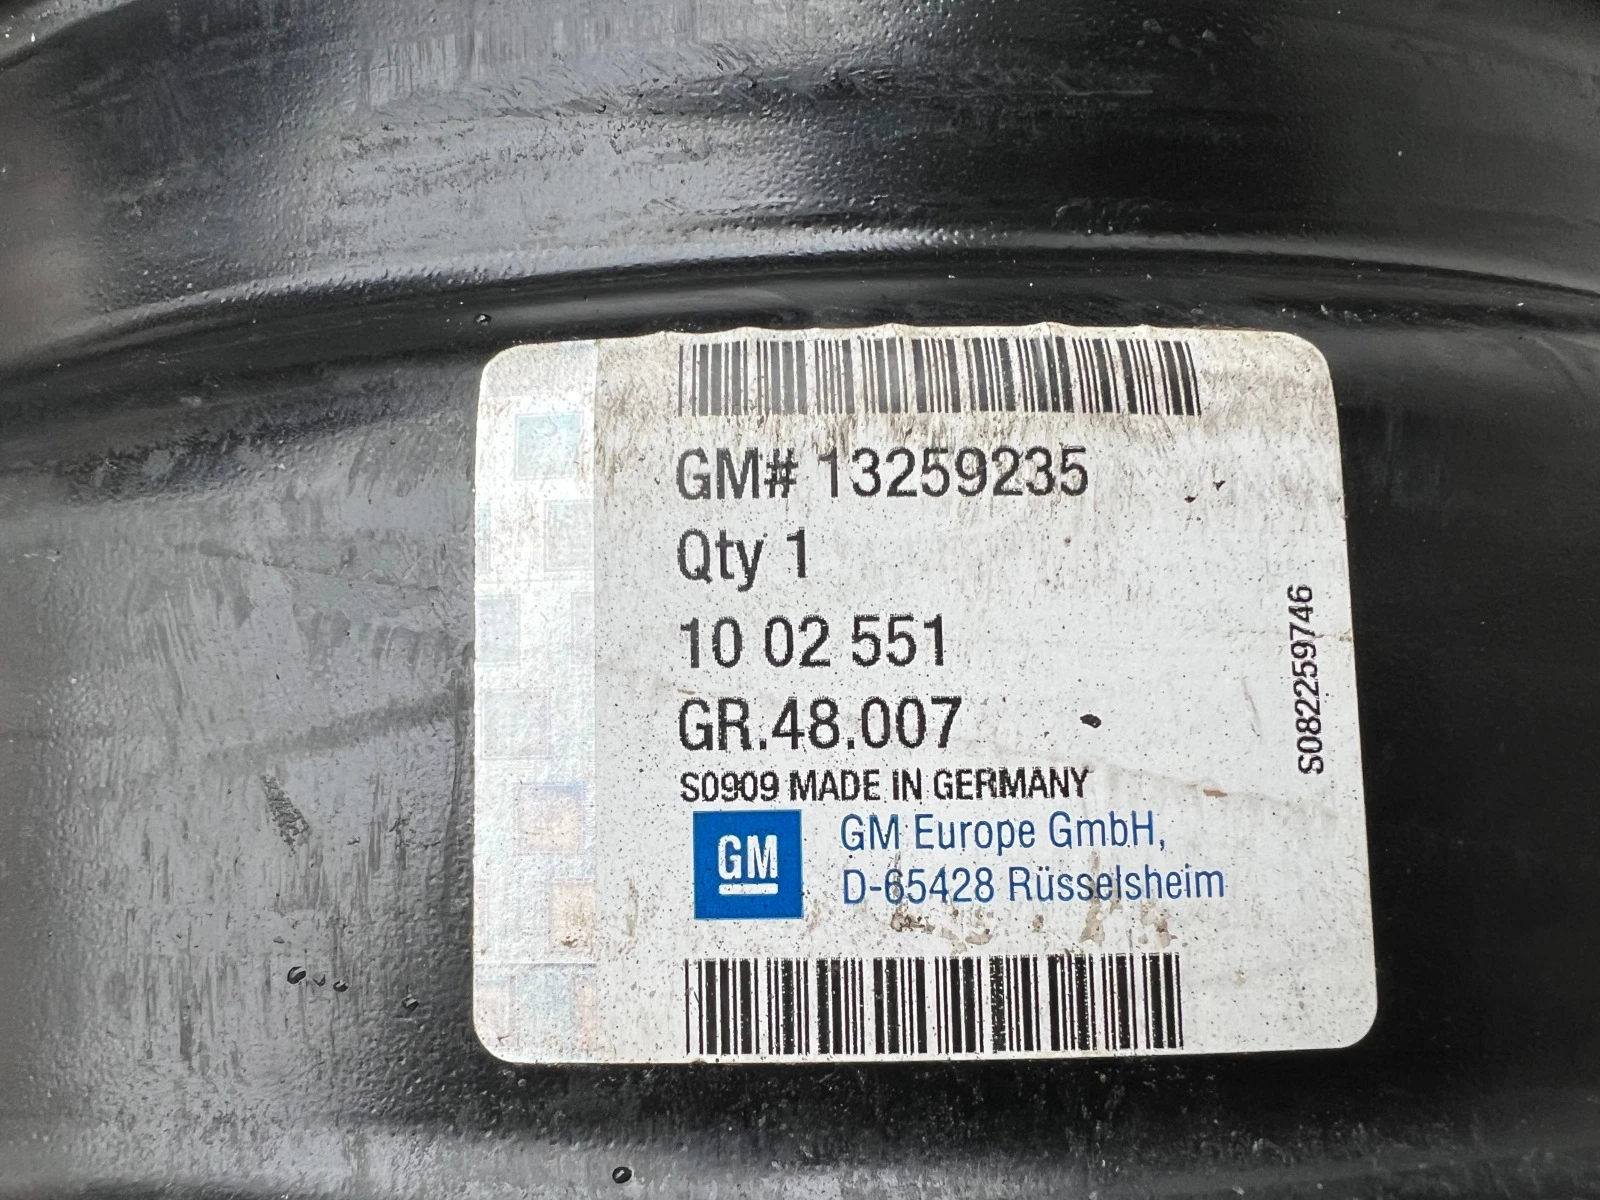 GM# 13259235
Qty 1
10 02 551
GR.48.007
S0909 MADE IN GERMANY
GM
GM Europe GmbH,
D-65428 Rüsselsheim
S082259746